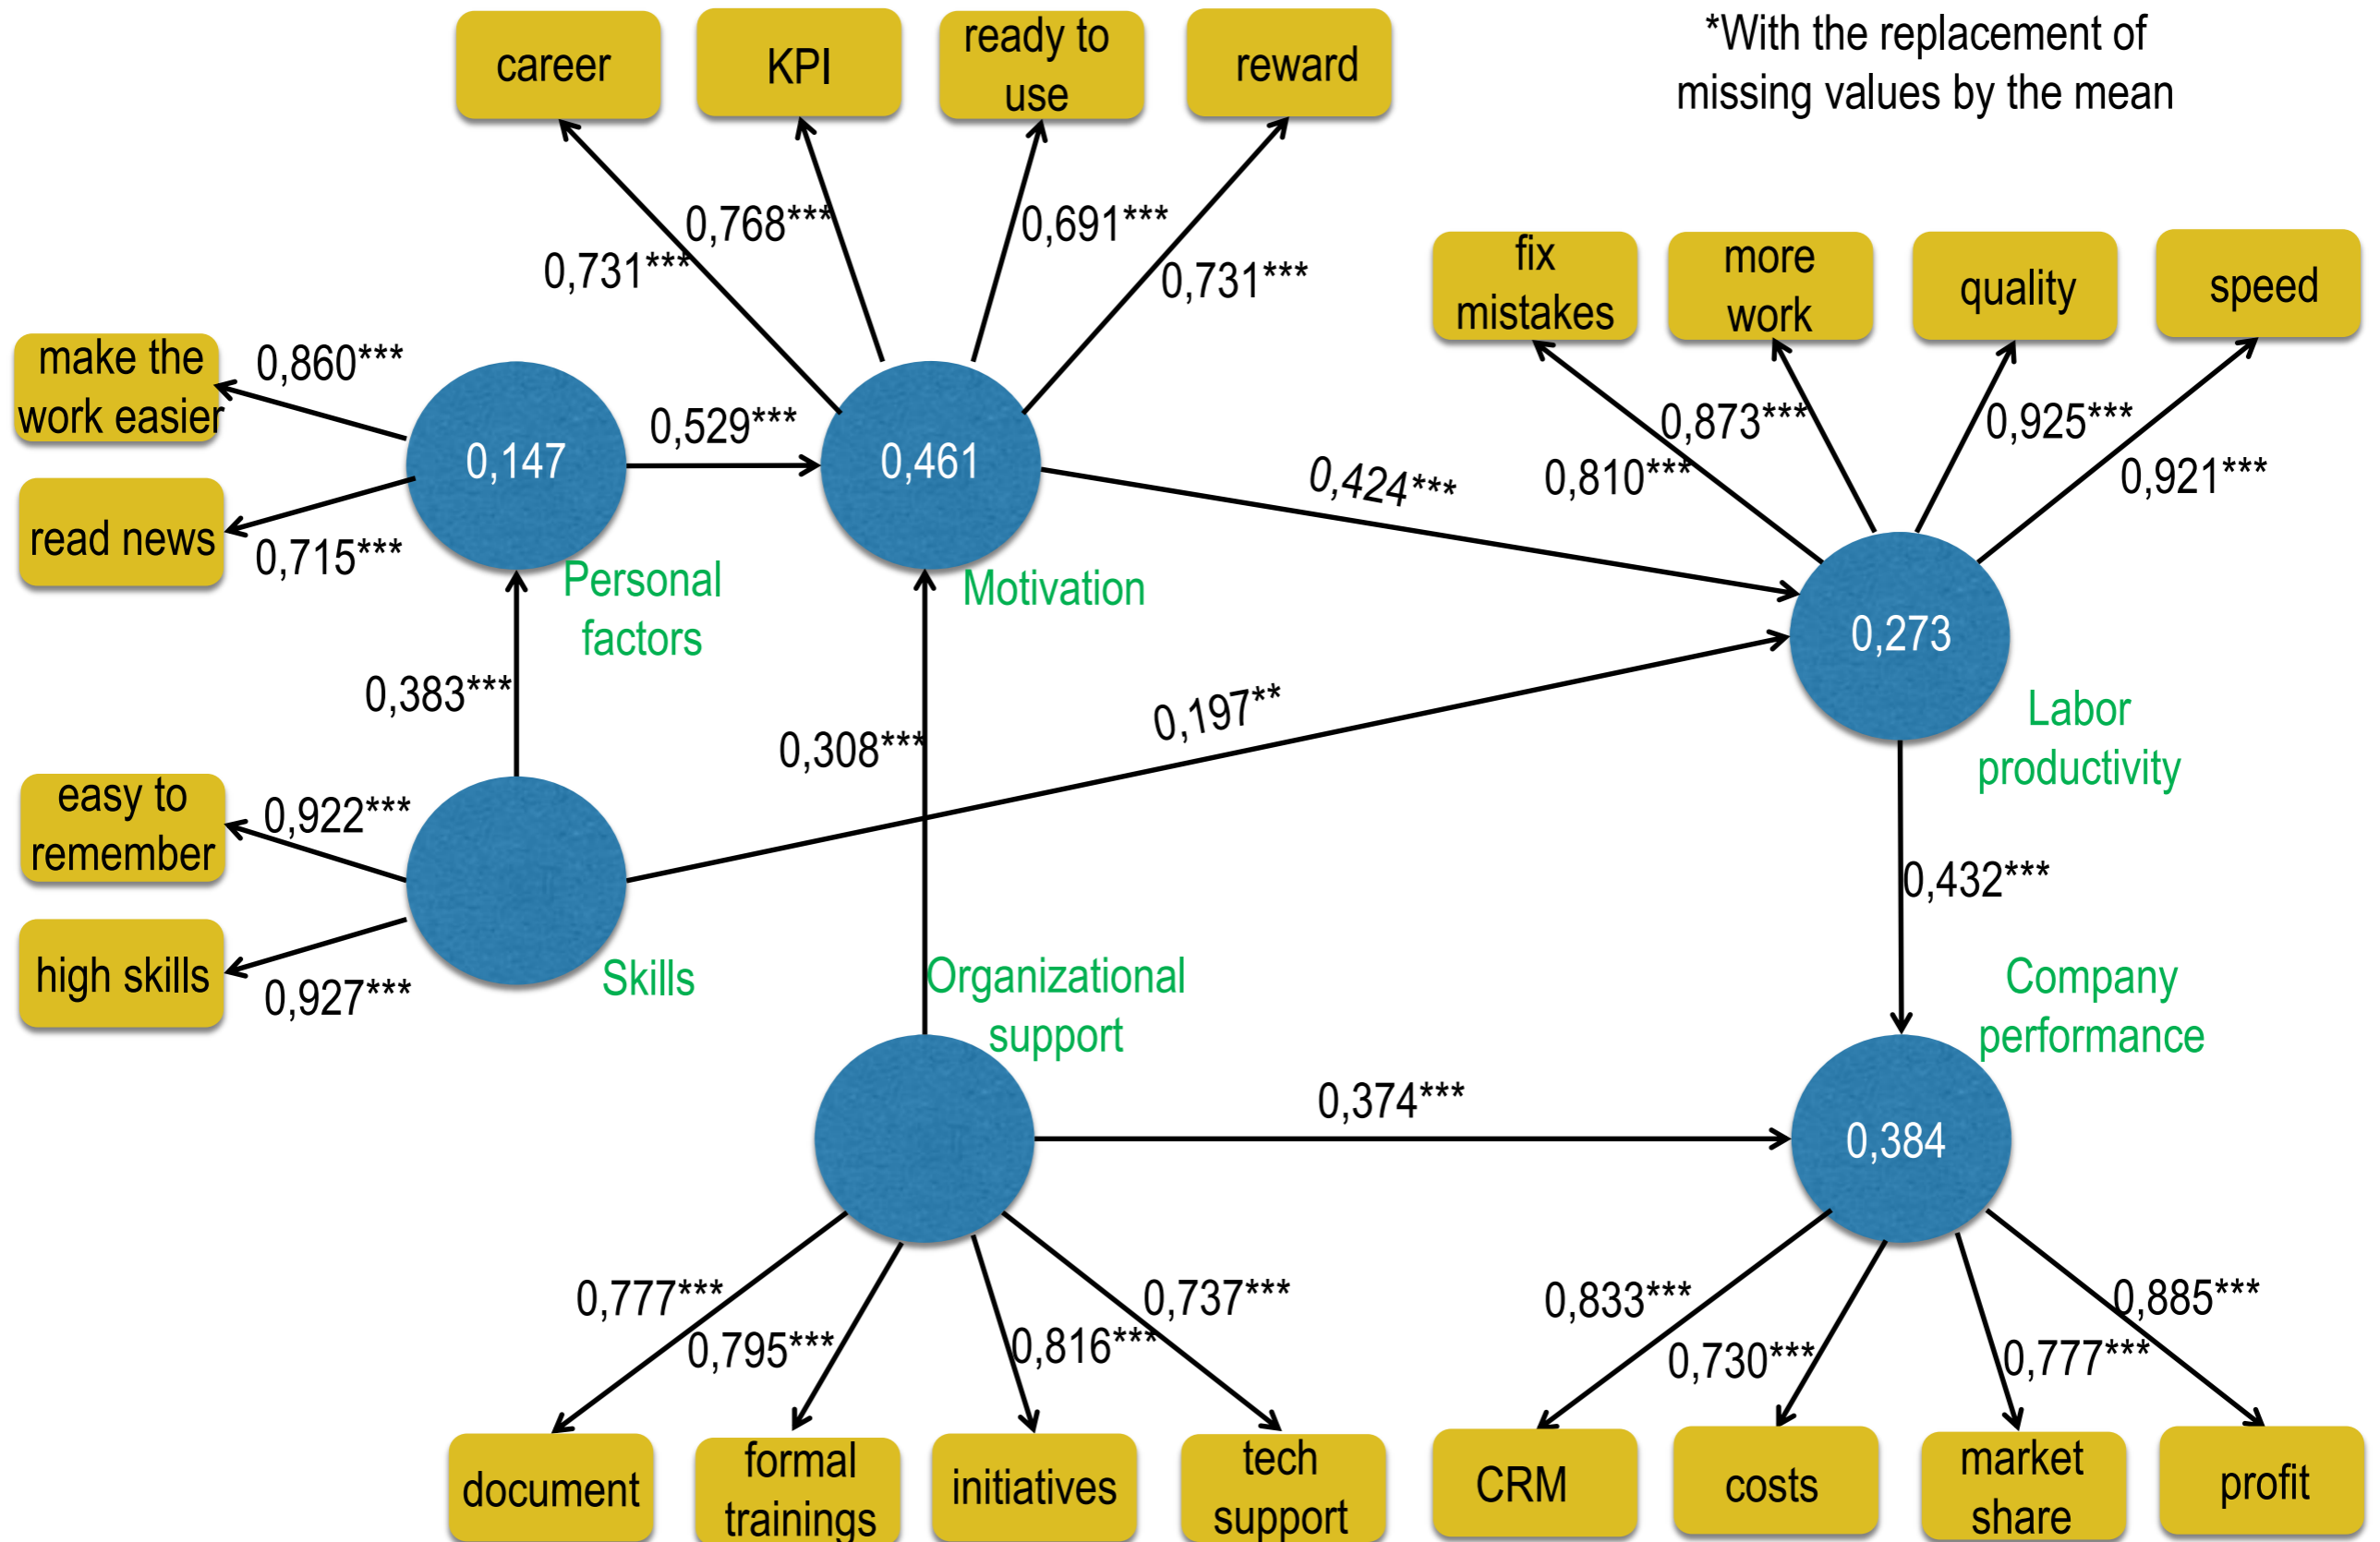 career
KPI
ready to
use
reward
*With the replacement of
missing values by the mean
0,768***
0,691***
0,731***
0,731***
fix
mistakes
more
work
quality
speed
make the
work easier
0,860***
0,529***
0,147
0,461
0,424***
0,873***
0,925***
0,810***
0,921***
read news
0,715***
Personal
factors
Motivation
0,273
0,383***
0,308***
0,197**
Labor
productivity
easy to
remember
0,922***
0,432***
high skills
0,927***
Skills
Organizational
support
Company
performance
0,374***
0,384
0,777***
0,795***
0,816***
0,737***
0,833***
0,730***
0,777***
0,885***
document
formal
trainings
initiatives
tech
support
CRM
costs
market
share
profit